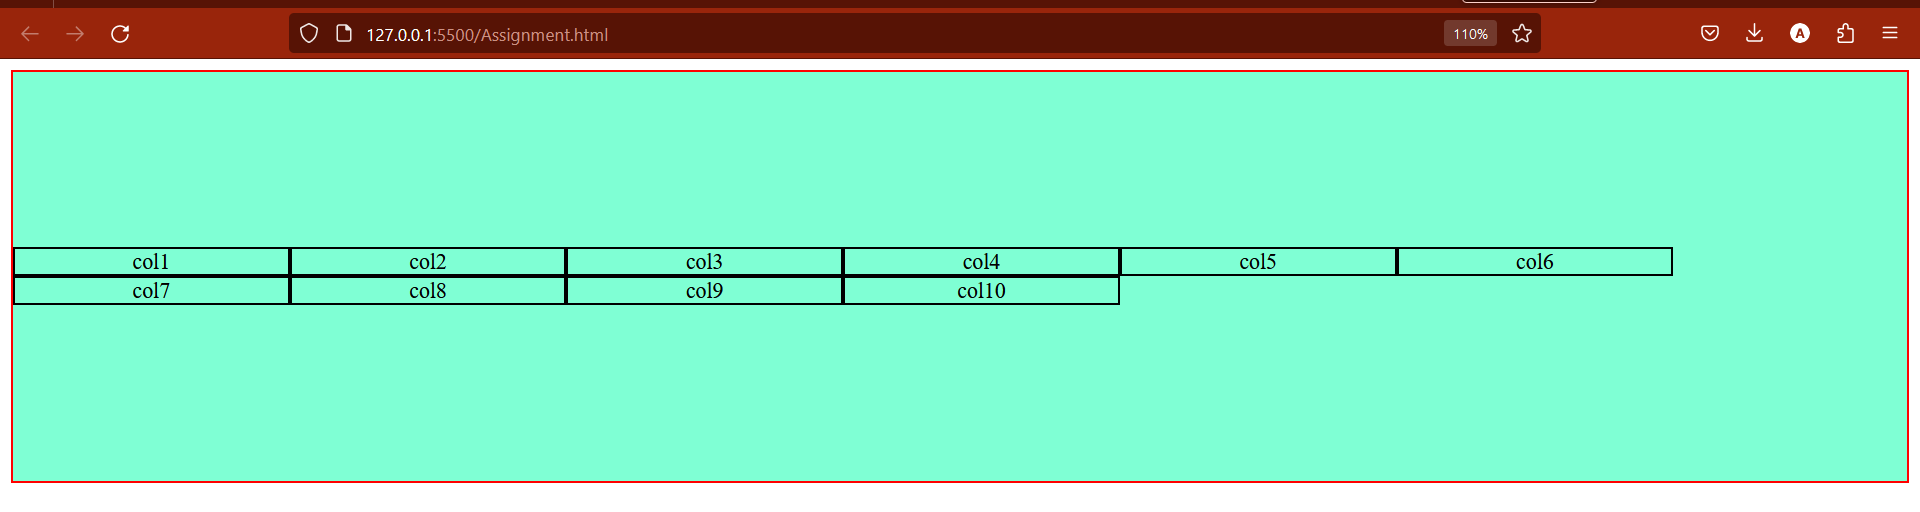 127.0.0.1:5500/Assignment.html 110% A
col1 col2 col3 col4 col5 col6
col7 col8 col9 col10